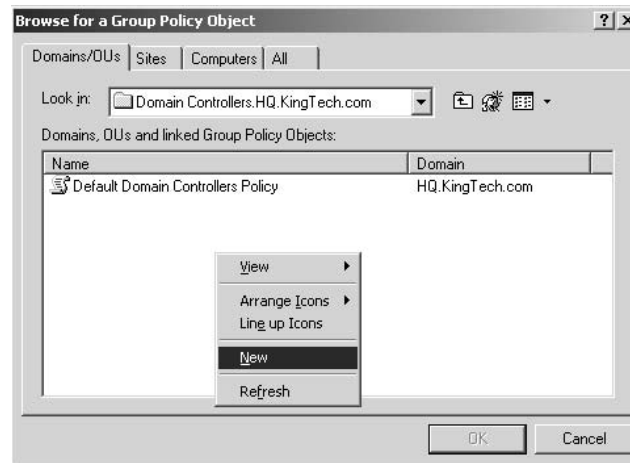 Browse for a Group Policy Object
Domains/OUs Sites Computers All
Look in: Domain Controllers.HQ.KingTech.com
Domains, OUs and linked Group Policy Objects:
Name Domain
Default Domain Controllers Policy HQ.KingTech.com
View
Arrange Icons
Line up Icons
New
Refresh
OK Cancel